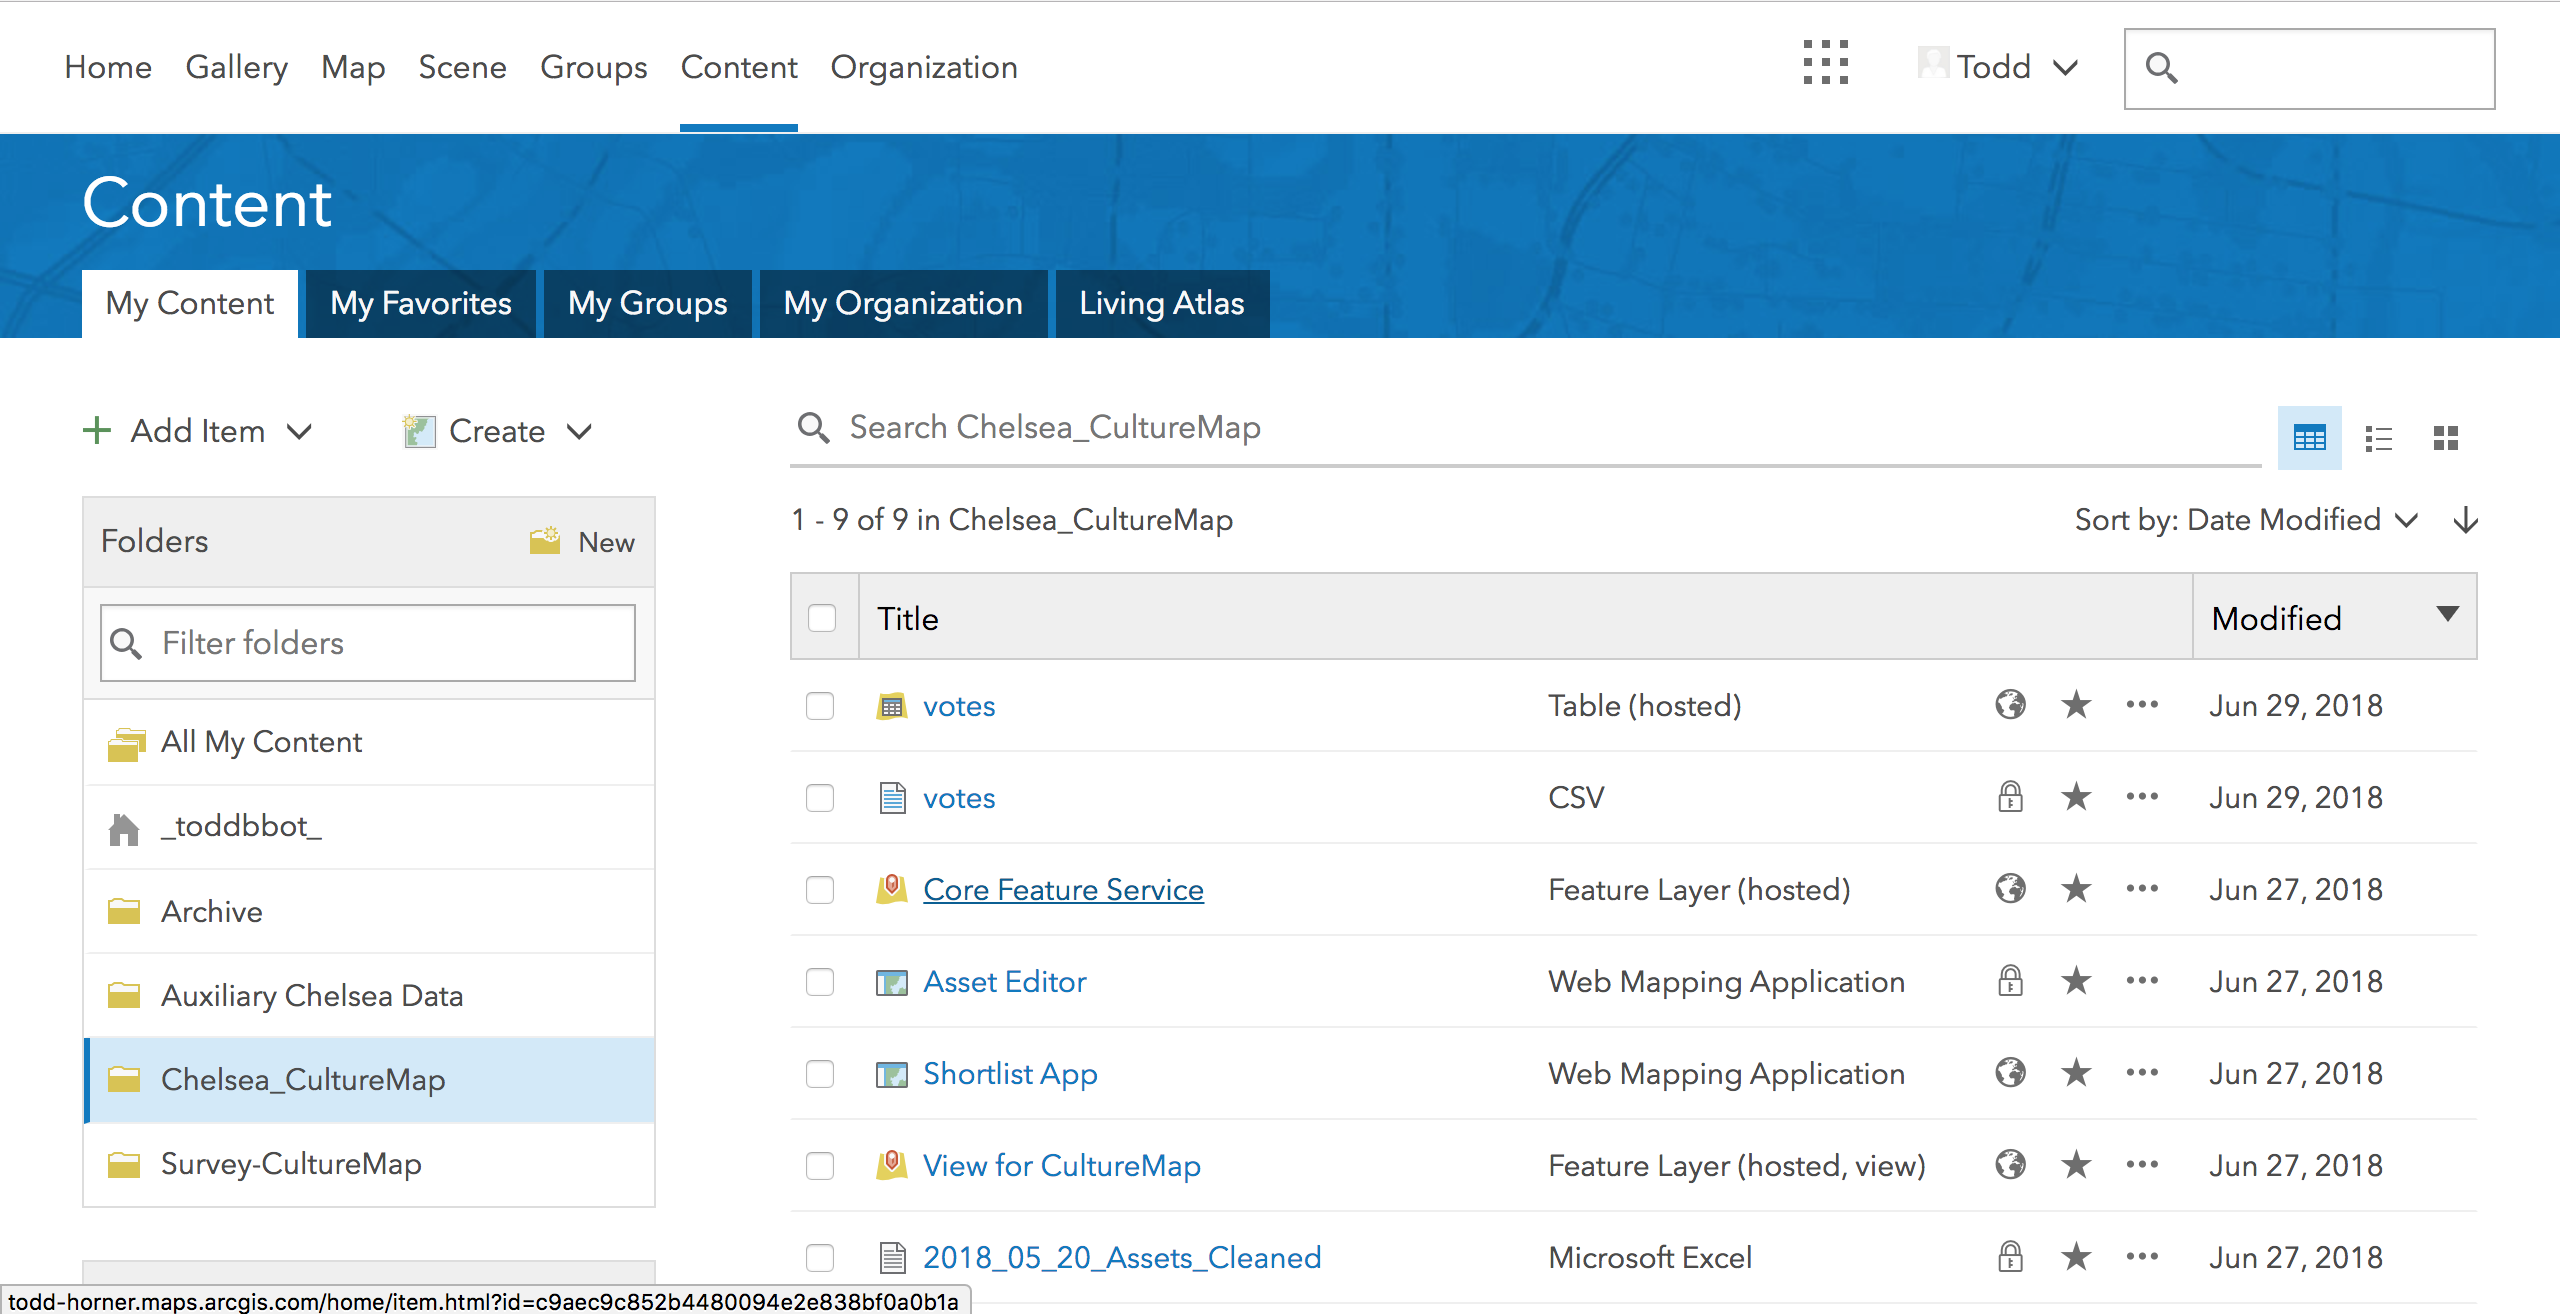 Home Gallery Map Scene Groups Content Organization Todd
Content
My Content My Favorites My Groups My Organization Living Atlas
Add Item Create
Search Chelsea_CultureMap
Folders New
Filter folders
All My Content
_toddbbot_
Archive
Auxiliary Chelsea Data
Chelsea_CultureMap
Survey-CultureMap
1 - 9 of 9 in Chelsea_CultureMap Sort by: Date Modified
Title Modified
votes Table (hosted) Jun 29, 2018
votes CSV Jun 29, 2018
Core Feature Service Feature Layer (hosted) Jun 27, 2018
Asset Editor Web Mapping Application Jun 27, 2018
Shortlist App Web Mapping Application Jun 27, 2018
View for CultureMap Feature Layer (hosted, view) Jun 27, 2018
2018_05_20_Assets_Cleaned Microsoft Excel Jun 27, 2018
todd-horner.maps.arcgis.com/home/item.html?id=c9aec9c852b4480094e2e838bf0a0b1a